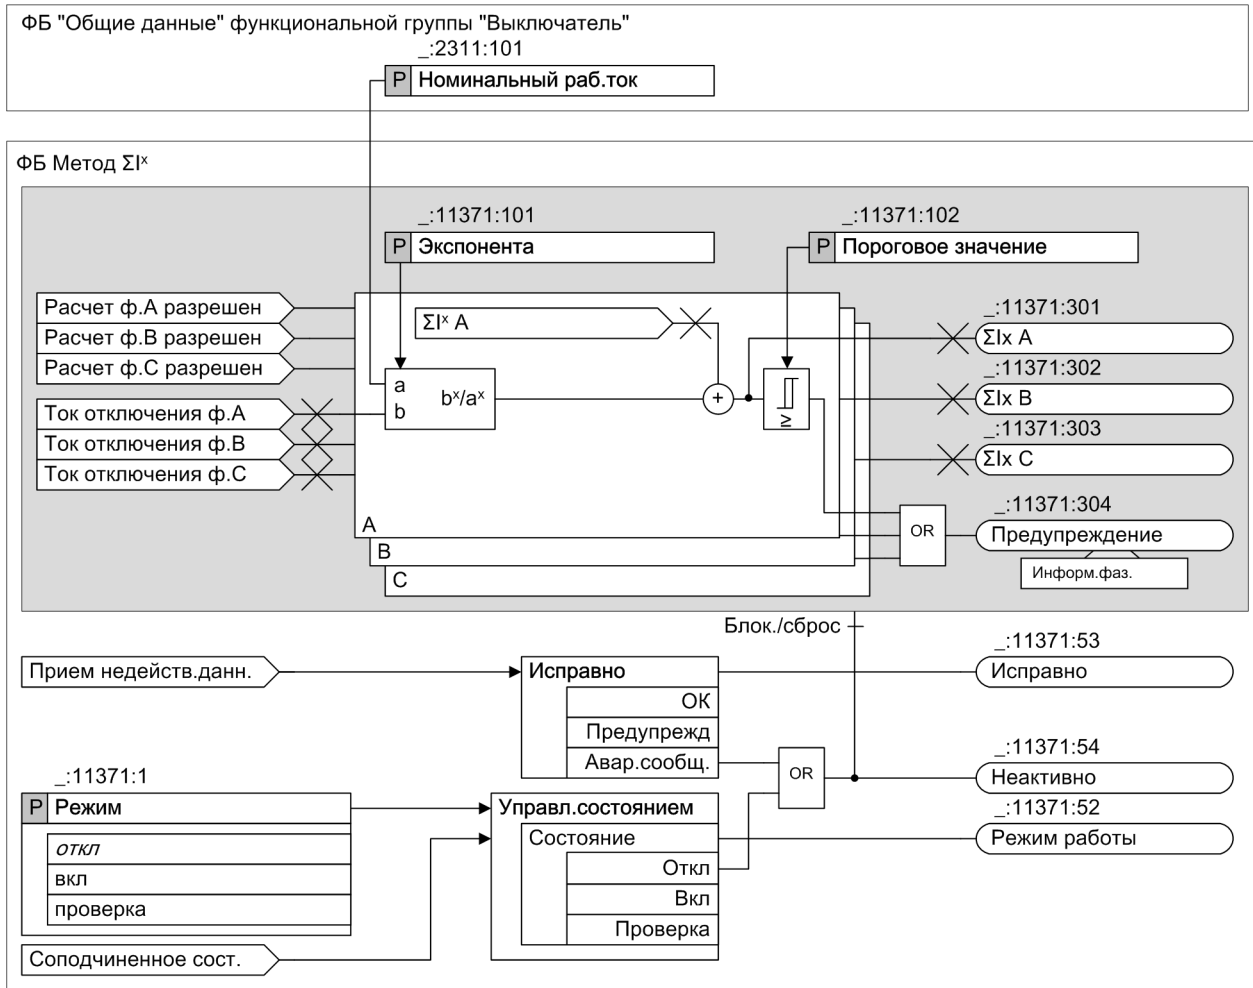 ФБ "Общие данные" функциональной группы "Выключатель"
_:2311:101
P Номинальный раб.ток
ФБ Метод ΣIˣ
_:11371:101
P Экспонента
_:11371:102
P Пороговое значение
Расчет ф.А разрешен
Расчет ф.В разрешен
Расчет ф.С разрешен
Ток отключения ф.А
Ток отключения ф.В
Ток отключения ф.С
ΣIˣ A
a
b
bˣ/aˣ
+
≥
A
B
C
_:11371:301
ΣIx A
_:11371:302
ΣIx B
_:11371:303
ΣIx C
OR
_:11371:304
Предупреждение
Информ.фаз.
Блок./сброс
Прием недейств.данн.
Исправно
ОК
Предупрежд
Авар.сообщ.
_:11371:53
Исправно
OR
_:11371:54
Неактивно
_:11371:1
P Режим
откл
вкл
проверка
Управл.состоянием
Состояние
Откл
Вкл
Проверка
_:11371:52
Режим работы
Соподчиненное сост.